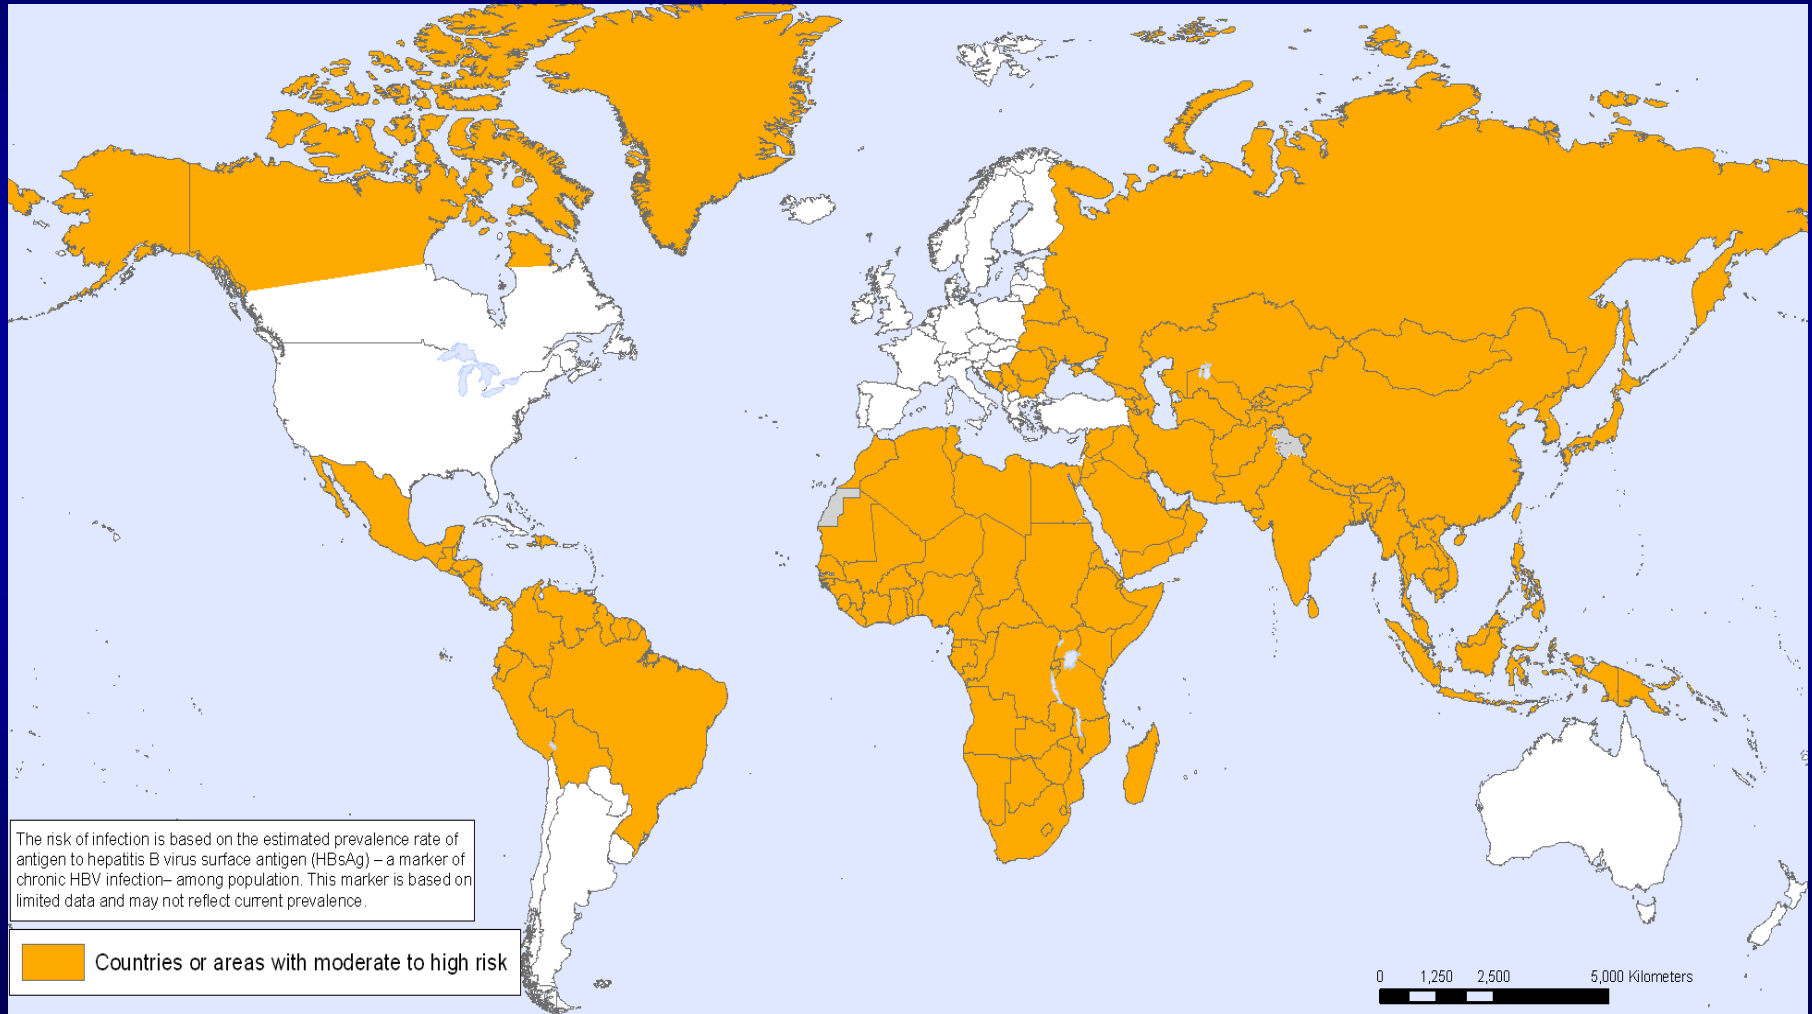 The risk of infection is based on the estimated prevalence rate of
antigen to hepatitis B virus surface antigen (HBsAg) – a marker of
chronic HBV infection– among population. This marker is based on
limited data and may not reflect current prevalence.
Countries or areas with moderate to high risk
0 1,250 2,500 5,000 Kilometers